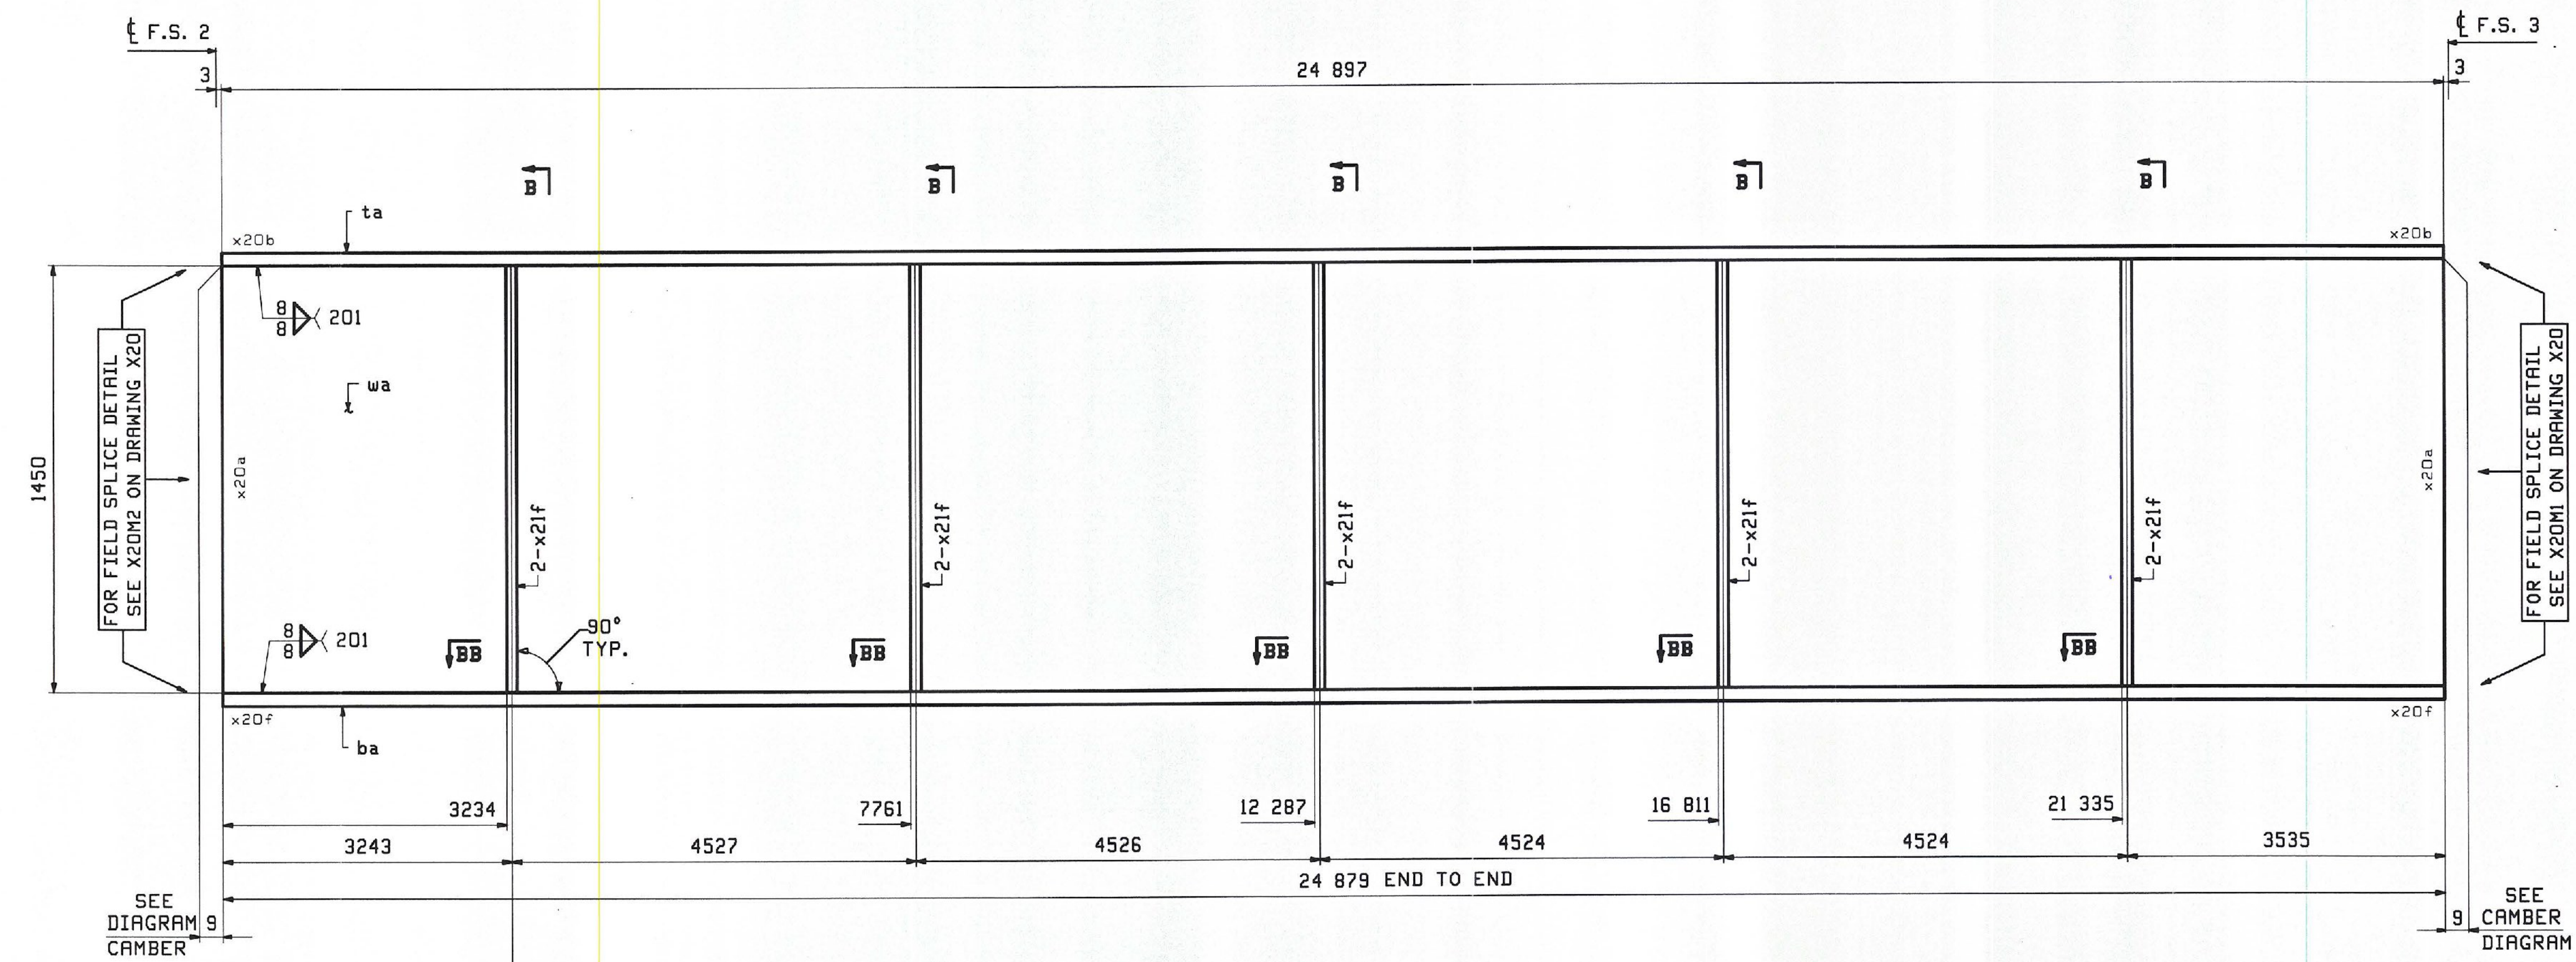 ℄ F.S. 2
℄ F.S. 3
3
24 897
3
B
B
B
B
B
ta
x20b
x20b
8
8
201
wa
FOR FIELD SPLICE DETAIL
SEE X20M2 ON DRAWING X20
FOR FIELD SPLICE DETAIL
SEE X20M1 ON DRAWING X20
1450
x20a
x20a
2-x21f
2-x21f
2-x21f
2-x21f
2-x21f
8
8
201
90°
TYP.
BB
BB
BB
BB
BB
x20f
x20f
ba
3234
7761
12 287
16 811
21 335
3243
4527
4526
4524
4524
3535
24 879 END TO END
SEE
DIAGRAM 9
CAMBER
SEE
9 CAMBER
DIAGRAM